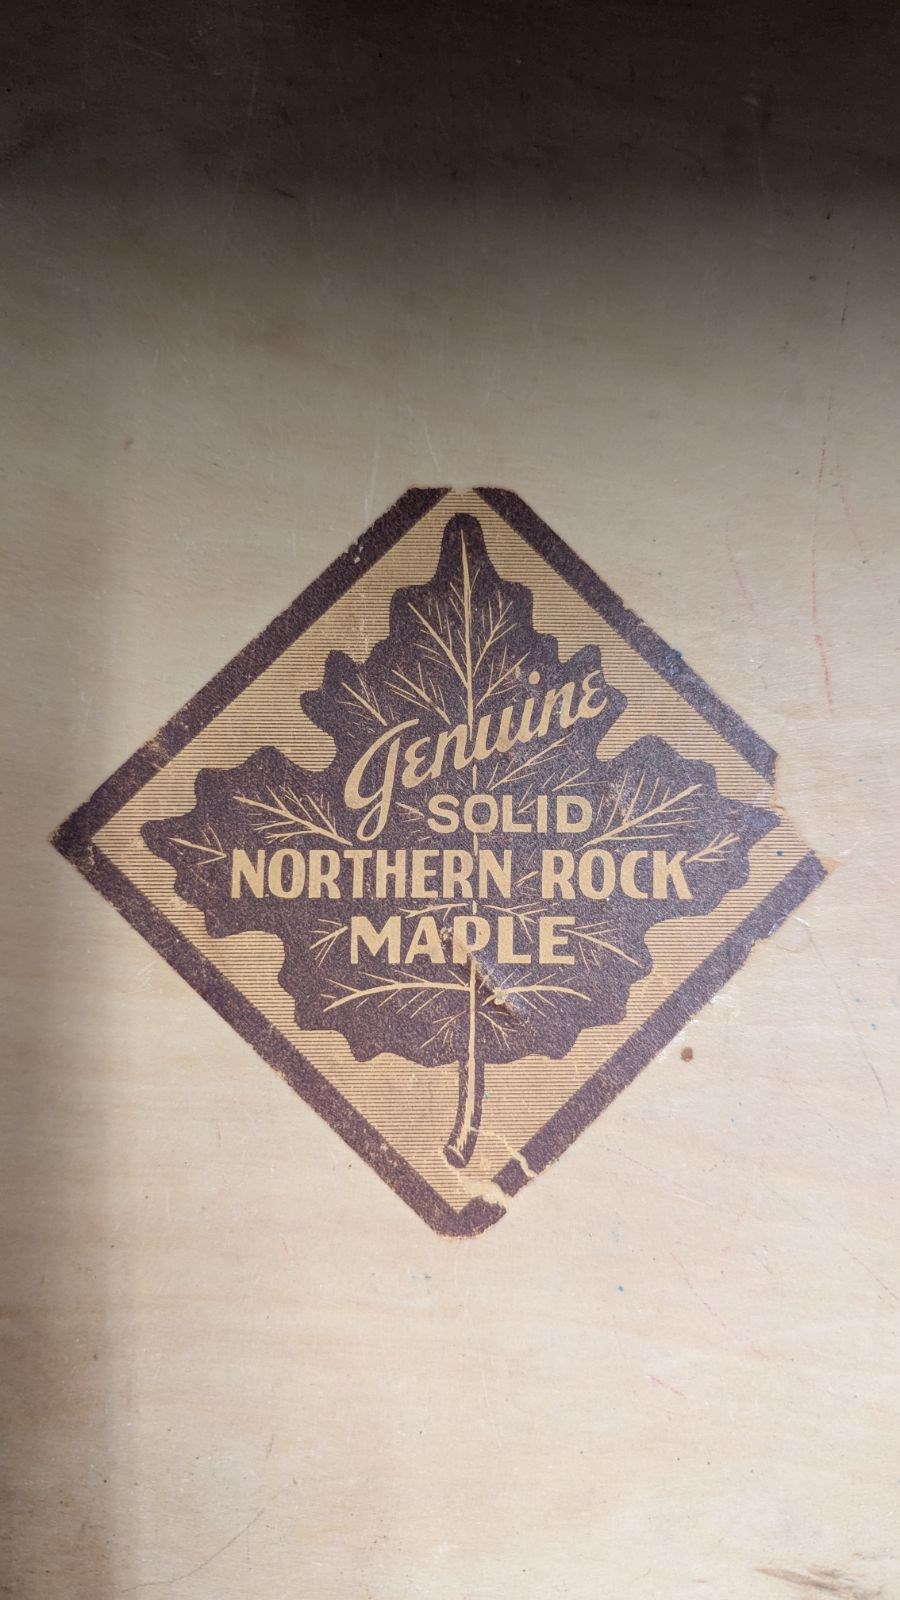 Genuine
SOLID
NORTHERN ROCK
MAPLE